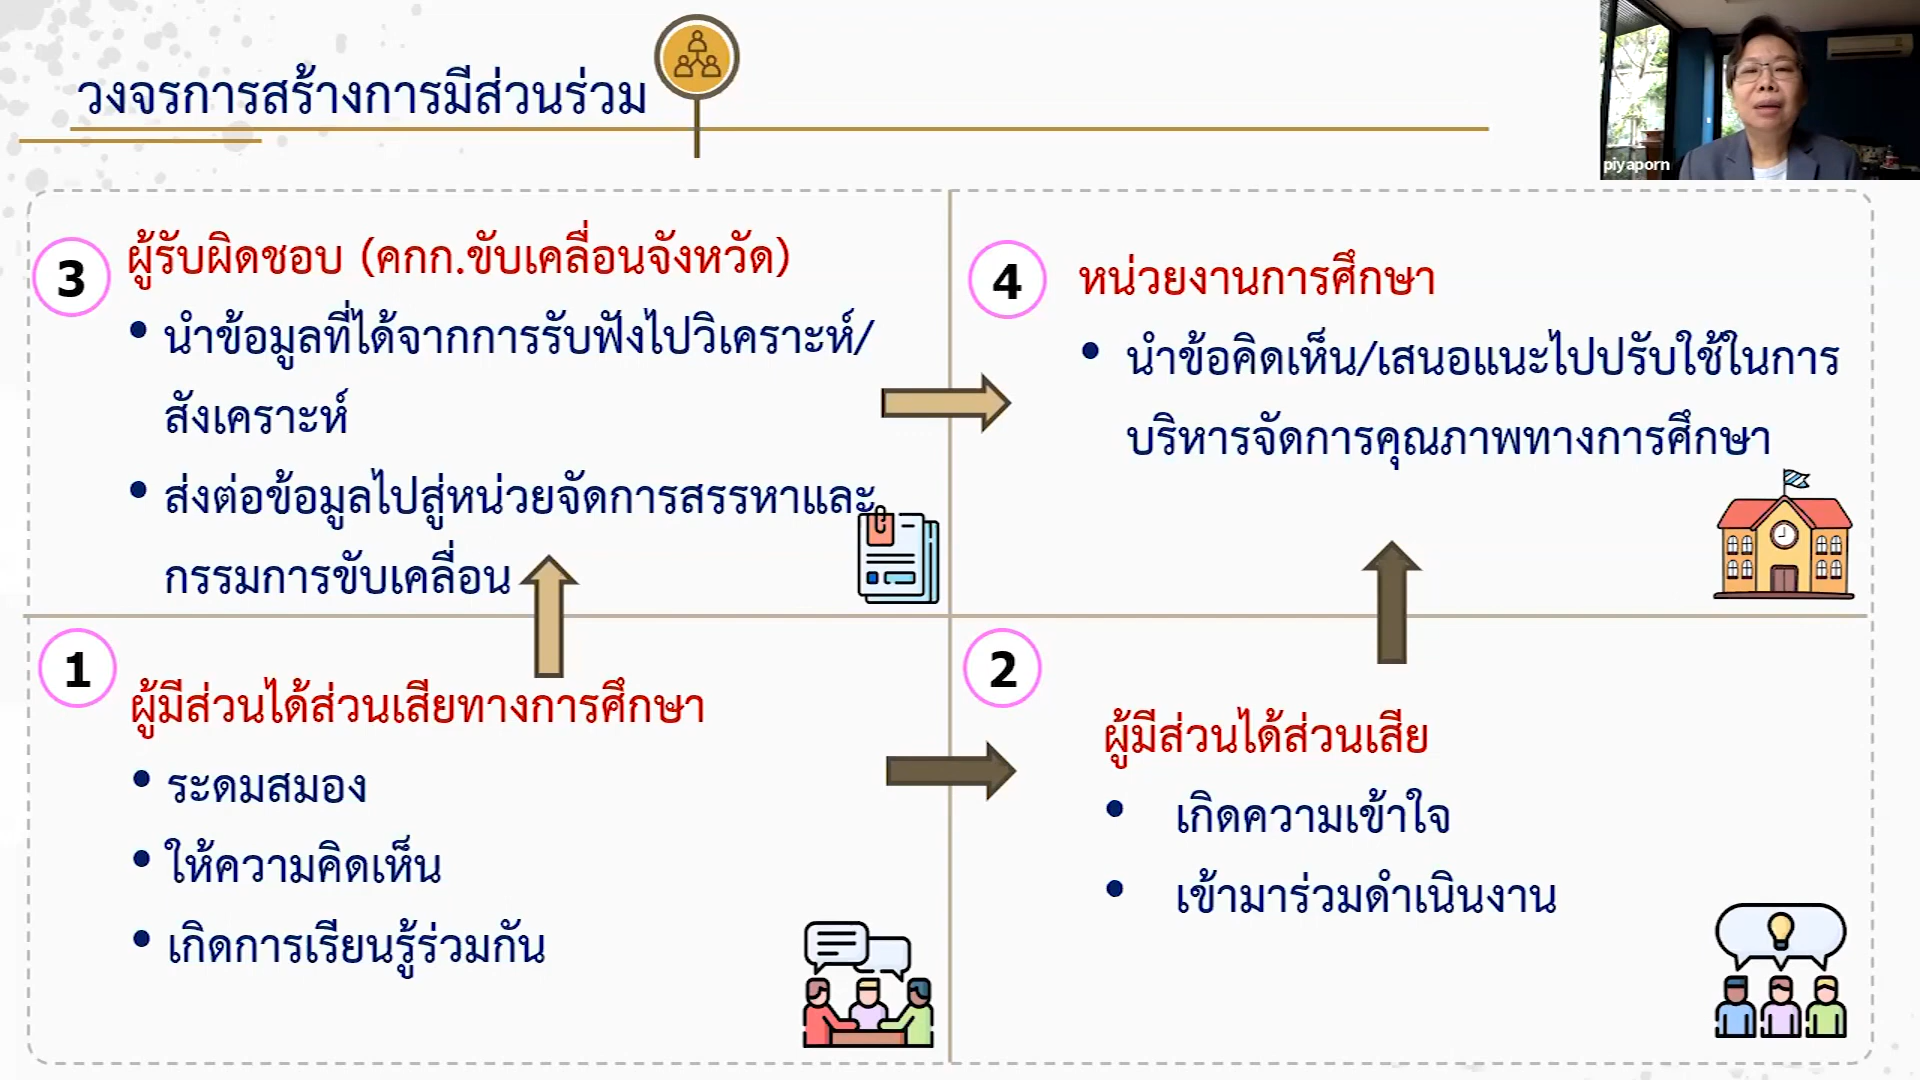 วงจรการสร้างการมีส่วนร่วม
piyaporn
3
ผู้รับผิดชอบ (คกก.ขับเคลื่อนจังหวัด)
• นำข้อมูลที่ได้จากการรับฟังไปวิเคราะห์/
สังเคราะห์
• ส่งต่อข้อมูลไปสู่หน่วยจัดการสรรหาและ
กรรมการขับเคลื่อน
4
หน่วยงานการศึกษา
• นำข้อคิดเห็น/เสนอแนะไปปรับใช้ในการ
บริหารจัดการคุณภาพทางการศึกษา
1
ผู้มีส่วนได้ส่วนเสียทางการศึกษา
• ระดมสมอง
• ให้ความคิดเห็น
• เกิดการเรียนรู้ร่วมกัน
2
ผู้มีส่วนได้ส่วนเสีย
• เกิดความเข้าใจ
• เข้ามาร่วมดำเนินงาน